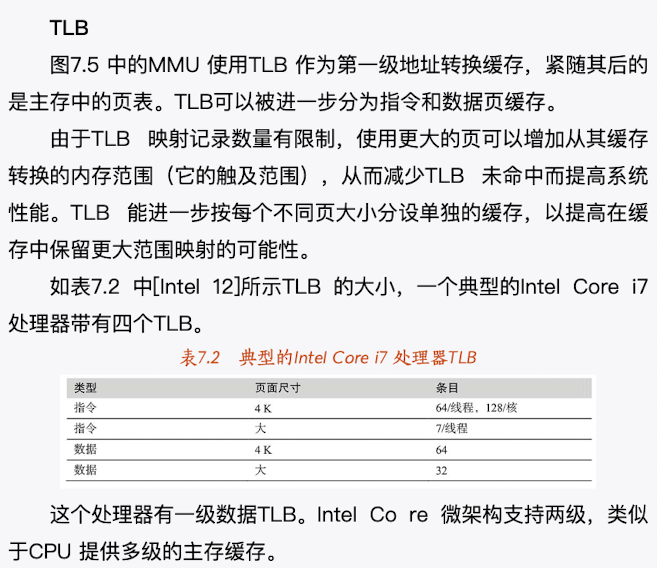 TLB
图7.5 中的MMU 使用TLB 作为第一级地址转换缓存，紧随其后的
是主存中的页表。TLB可以被进一步分为指令和数据页缓存。
由于TLB 映射记录数量有限制，使用更大的页可以增加从其缓存
转换的内存范围（它的触及范围），从而减少TLB 未命中而提高系统
性能。TLB 能进一步按每个不同页大小分设单独的缓存，以提高在缓
存中保留更大范围映射的可能性。
如表7.2 中[Intel 12]所示TLB 的大小，一个典型的Intel Core i7
处理器带有四个TLB。
表7.2 典型的Intel Core i7 处理器TLB
类型 页面尺寸 条目
指令 4 K 64/线程，128/核
指令 大 7/线程
数据 4 K 64
数据 大 32
这个处理器有一级数据TLB。Intel Co re 微架构支持两级，类似
于CPU 提供多级的主存缓存。